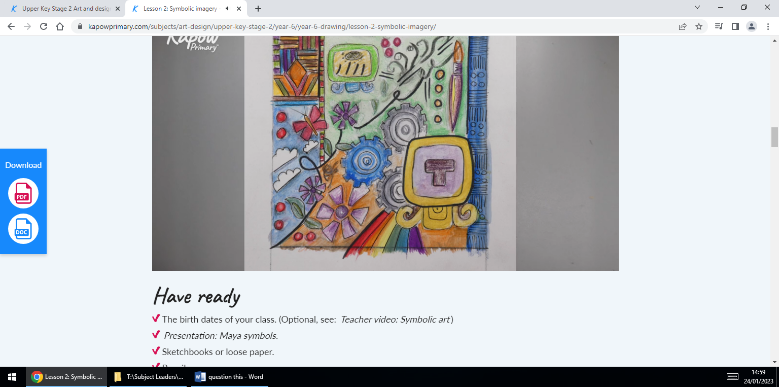 Upper Key Stage 2 Art and desig
Lesson 2: Symbolic imagery -
kapowprimary.com/subjects/art-design/upper-key-stage-2/year-6/year-6-drawing/lesson-2-symbolic-imagery/
Kapow
Primary
T
Download
PDF
DOC
Have ready
The birth dates of your class. (Optional, see: Teacher video: Symbolic art)
Presentation: Maya symbols.
Sketchbooks or loose paper.
Lesson 2: Symbolic ...
T:\Subject Leaders\...
question this - Word
14:59
24/01/2023